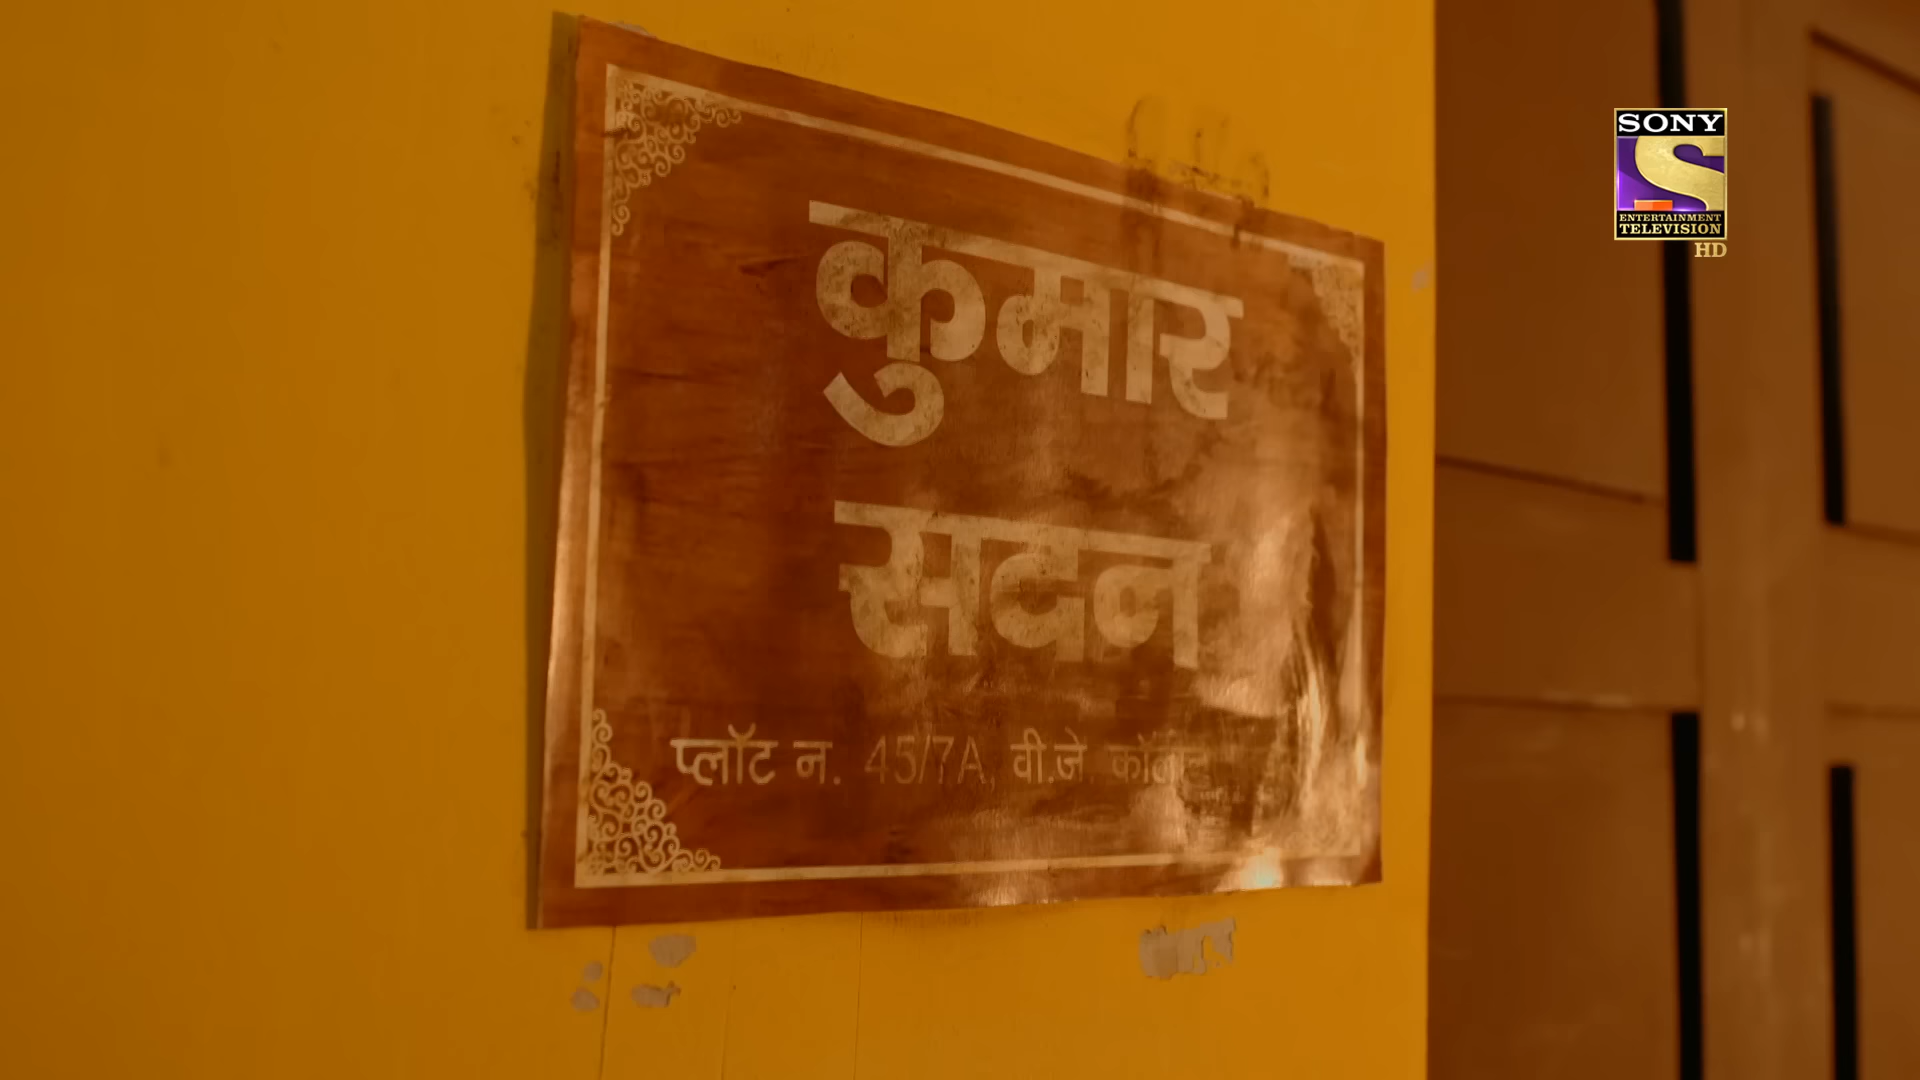 कुमार
सदन
प्लॉट न. 45/7A, वी.जे.
SONY
ENTERTAINMENT
TELEVISION
HD